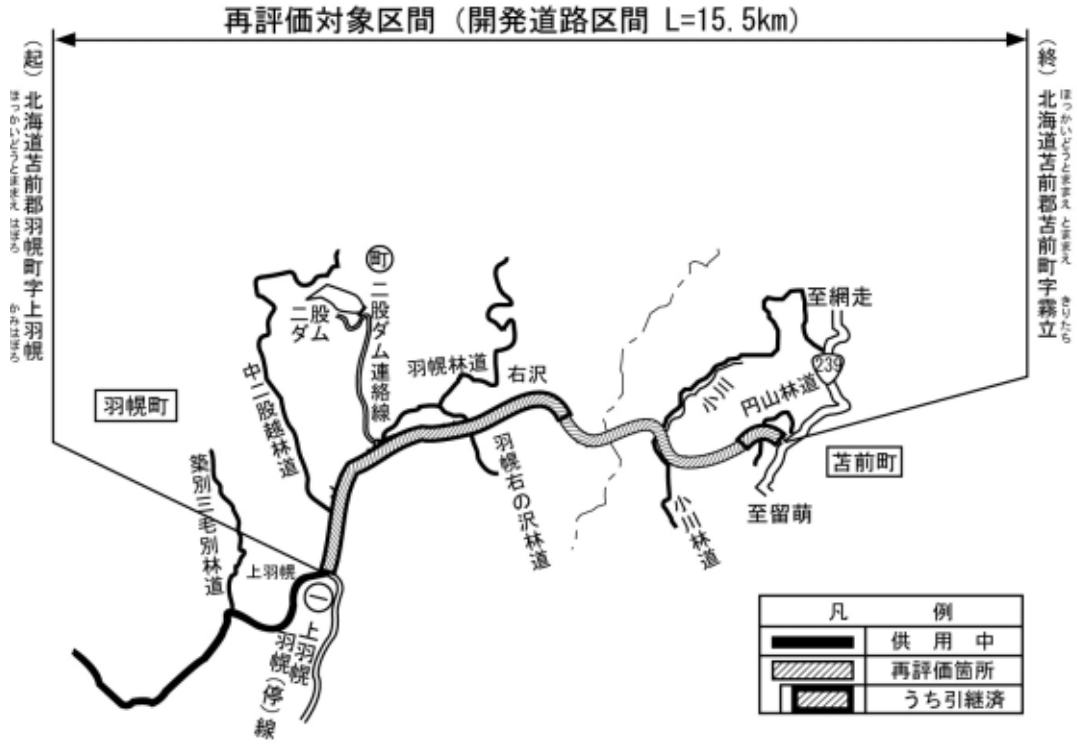 再評価対象区間（開発道路区間 L=15.5km）
（起）北海道苫前郡羽幌町字上羽幌
ほっかいどうとままえ はぼろ かみはぼろ
（終）北海道苫前郡苫前町字霧立
ほっかいどうとままえ とままえ きりたち
町
二股ダム連絡線
二股ダム
中二股越林道
羽幌林道
右沢
至網走
239
小川
円山林道
羽幌町
苫前町
築別三毛別林道
羽幌右の沢林道
小川林道
至留萌
上羽幌
一
上羽幌羽幌(停)線
凡 例
供 用 中
再評価箇所
うち引継済